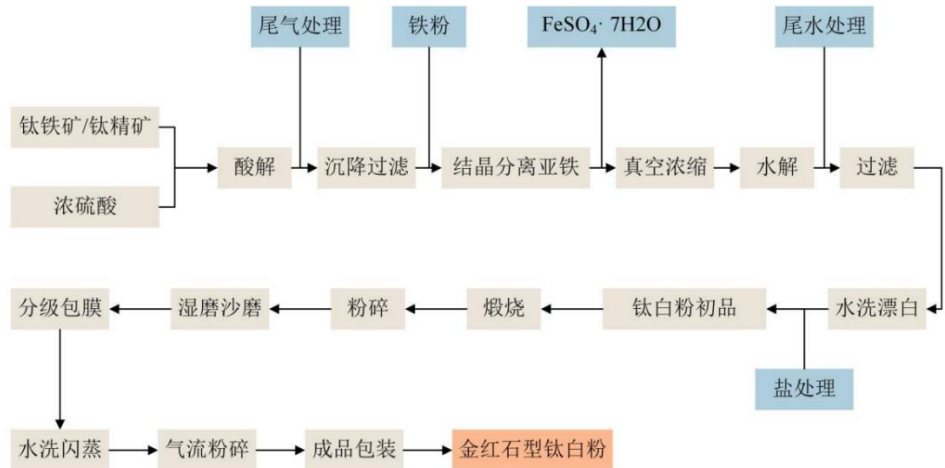 尾气处理
铁粉
FeSO₄· 7H2O
尾水处理
钛铁矿/钛精矿
浓硫酸
酸解
沉降过滤
结晶分离亚铁
真空浓缩
水解
过滤
分级包膜
湿磨沙磨
粉碎
煅烧
钛白粉初品
水洗漂白
盐处理
水洗闪蒸
气流粉碎
成品包装
金红石型钛白粉